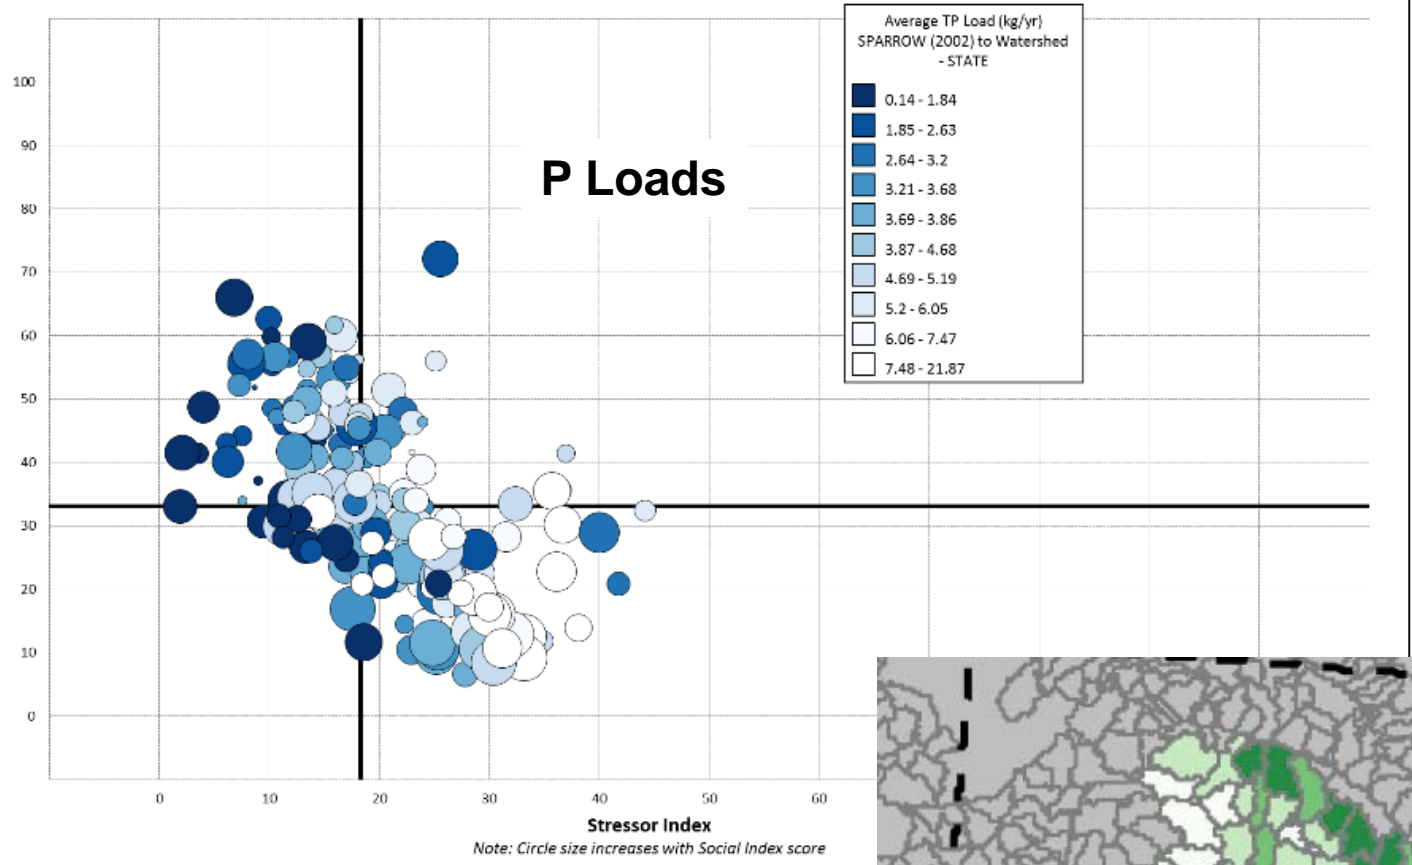 Average TP Load (kg/yr)
SPARROW (2002) to Watershed
- STATE
0.14 - 1.84
1.85 - 2.63
2.64 - 3.2
3.21 - 3.68
3.69 - 3.86
3.87 - 4.68
4.69 - 5.19
5.2 - 6.05
6.06 - 7.47
7.48 - 21.87
P Loads
100
90
80
70
60
50
40
30
20
10
0
0 10 20 30 40 50 60
Stressor Index
Note: Circle size increases with Social Index score